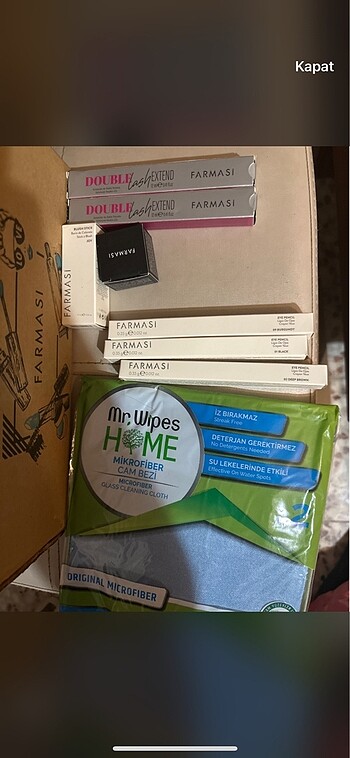 Kapat
DOUBLE Lash EXTEND FARMASI
DOUBLE Lash EXTEND FARMASI
FARMASI
BLUSH STICK
FARMASI
FARMASI
FARMASI
EYE PENCIL
FARMASI
EYE PENCIL
01 BLACK
FARMASI
EYE PENCIL
02 DEEP BROWN
Mr. Wipes
HOME
MİKROFİBER
CAM BEZİ
MICROFIBER
GLASS CLEANING CLOTH
İZ BIRAKMAZ
Streak Free
DETERJAN GEREKTİRMEZ
No Detergents Needed
SU LEKELERİNDE ETKİLİ
Effective On Water Spots
ORIGINAL MICROFIBER